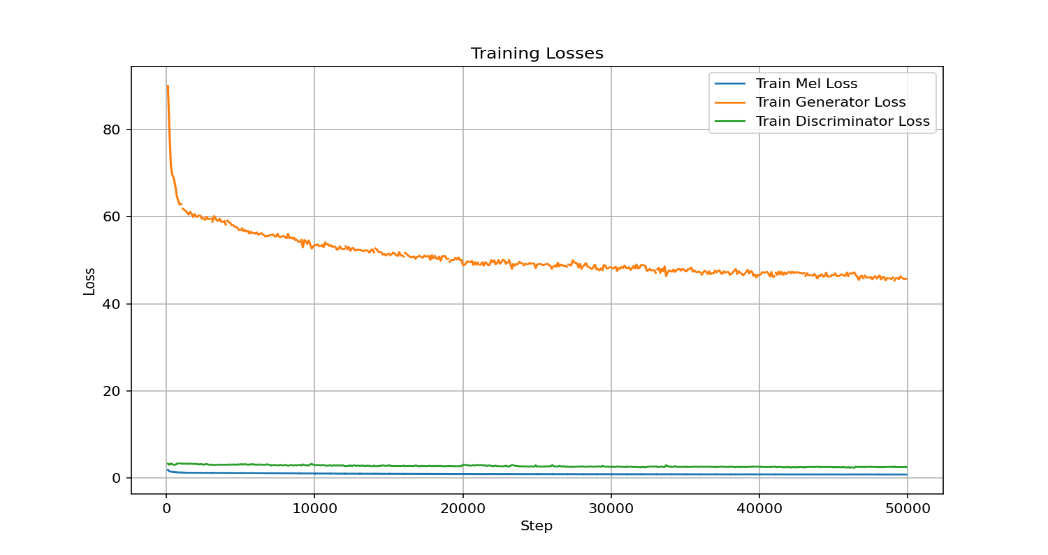 Training Losses
Train Mel Loss
Train Generator Loss
Train Discriminator Loss
Loss
80
60
40
20
0
0 10000 20000 30000 40000 50000
Step